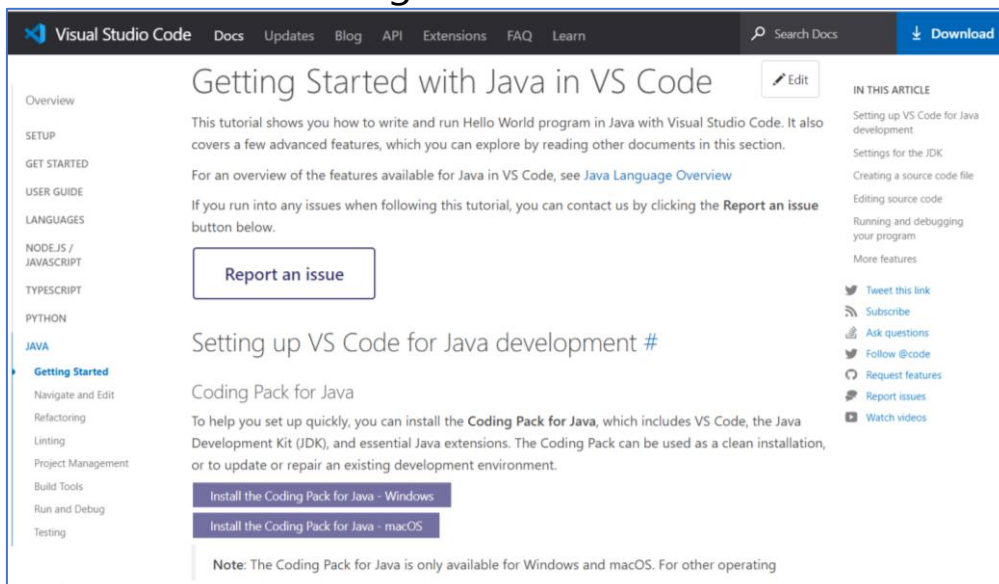 Visual Studio Code Docs Updates Blog API Extensions FAQ Learn Search Docs Download
Overview
SETUP
GET STARTED
USER GUIDE
LANGUAGES
NODE.JS /
JAVASCRIPT
TYPESCRIPT
PYTHON
JAVA
Getting Started
Navigate and Edit
Refactoring
Linting
Project Management
Build Tools
Run and Debug
Testing
Getting Started with Java in VS Code
Edit
This tutorial shows you how to write and run Hello World program in Java with Visual Studio Code. It also
covers a few advanced features, which you can explore by reading other documents in this section.
For an overview of the features available for Java in VS Code, see Java Language Overview
If you run into any issues when following this tutorial, you can contact us by clicking the Report an issue
button below.
Report an issue
Setting up VS Code for Java development #
Coding Pack for Java
To help you set up quickly, you can install the Coding Pack for Java, which includes VS Code, the Java
Development Kit (JDK), and essential Java extensions. The Coding Pack can be used as a clean installation,
or to update or repair an existing development environment.
Install the Coding Pack for Java - Windows
Install the Coding Pack for Java - macOS
Note: The Coding Pack for Java is only available for Windows and macOS. For other operating
IN THIS ARTICLE
Setting up VS Code for Java
development
Settings for the JDK
Creating a source code file
Editing source code
Running and debugging
your program
More features
Tweet this link
Subscribe
Ask questions
Follow @code
Request features
Report issues
Watch videos